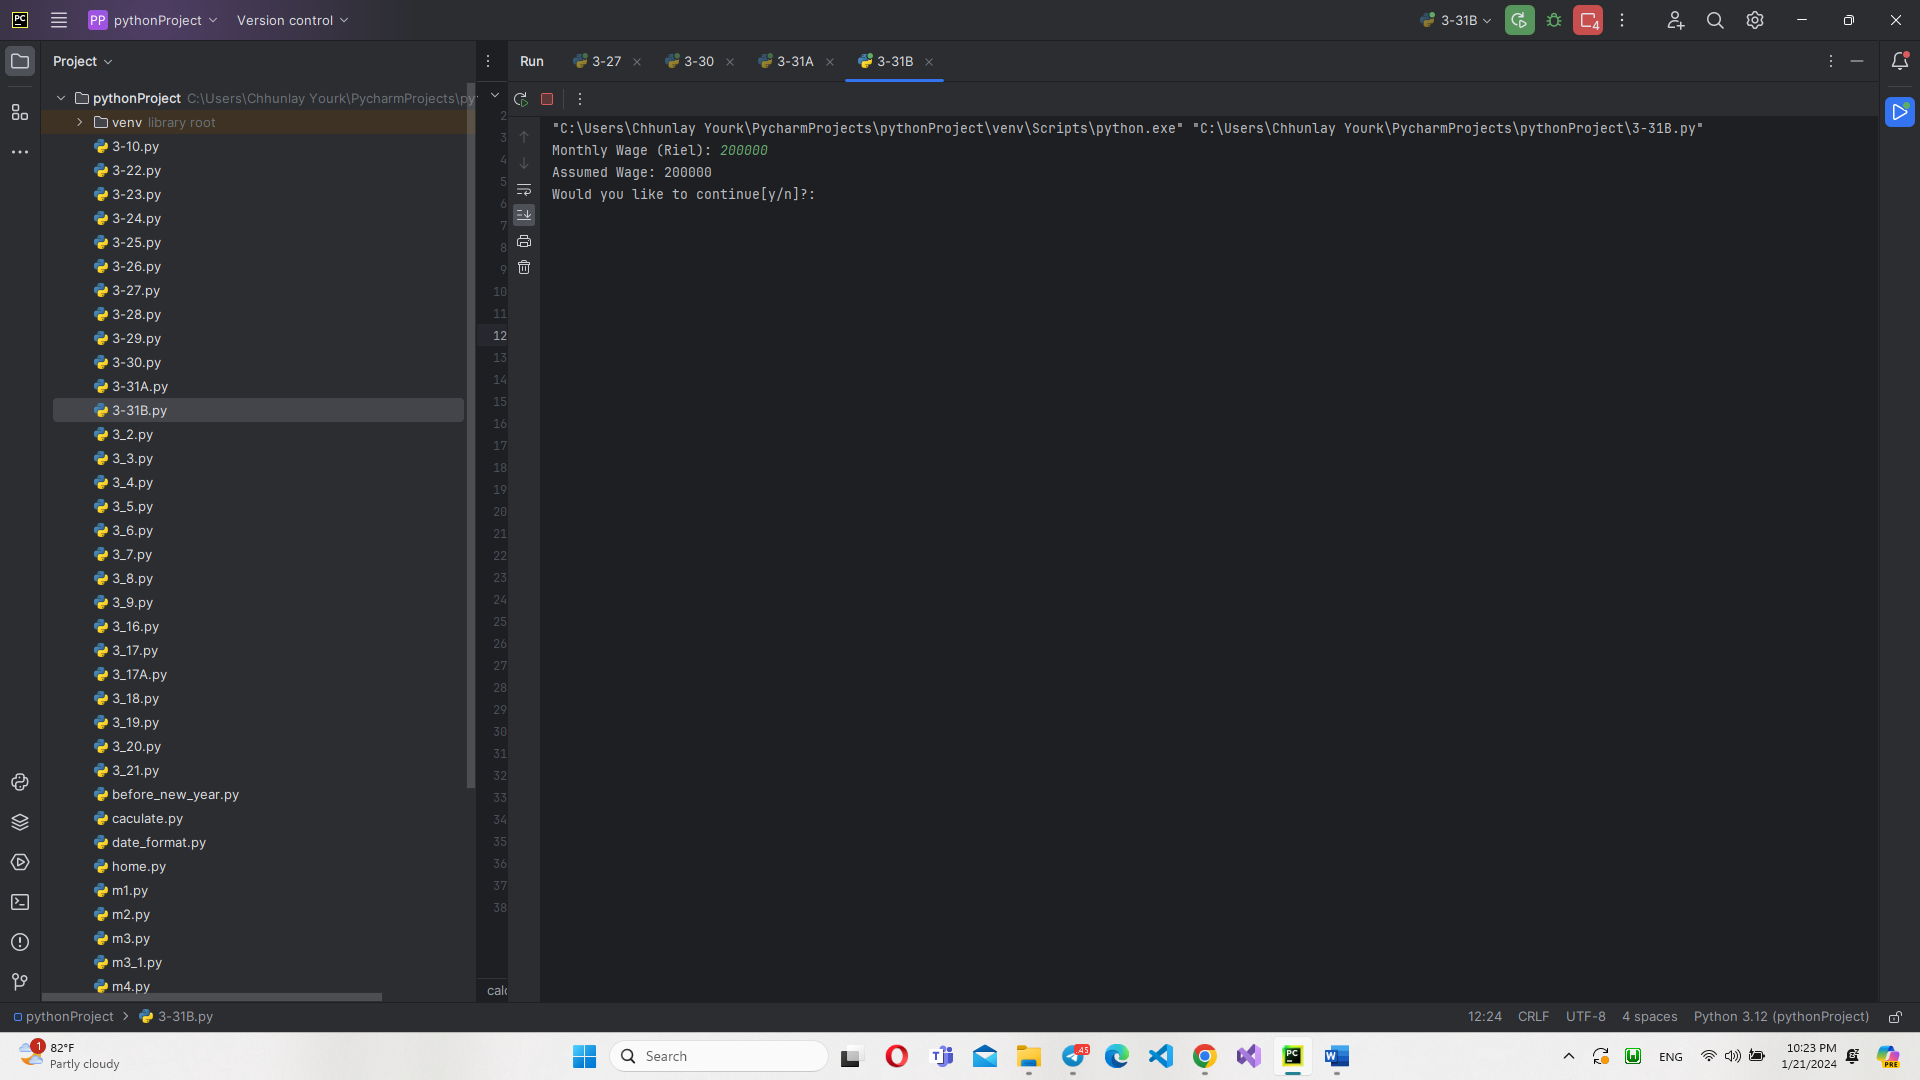 PC
PP pythonProject Version control
3-31B
4
Project
Run 3-27 3-30 3-31A 3-31B
pythonProject C:\Users\Chhunlay Yourk\PycharmProjects\py
venv library root
3-10.py
3-22.py
3-23.py
3-24.py
3-25.py
3-26.py
3-27.py
3-28.py
3-29.py
3-30.py
3-31A.py
3-31B.py
3_2.py
3_3.py
3_4.py
3_5.py
3_6.py
3_7.py
3_8.py
3_9.py
3_16.py
3_17.py
3_17A.py
3_18.py
3_19.py
3_20.py
3_21.py
before_new_year.py
caculate.py
date_format.py
home.py
m1.py
m2.py
m3.py
m3_1.py
m4.py
2
3
4
5
6
7
8
9
10
11
12
13
14
15
16
17
18
19
20
21
22
23
24
25
26
27
28
29
30
31
32
33
34
35
36
37
38
calc
"C:\Users\Chhunlay Yourk\PycharmProjects\pythonProject\venv\Scripts\python.exe" "C:\Users\Chhunlay Yourk\PycharmProjects\pythonProject\3-31B.py"
Monthly Wage (Riel): 200000
Assumed Wage: 200000
Would you like to continue[y/n]?:
pythonProject > 3-31B.py
12:24 CRLF UTF-8 4 spaces Python 3.12 (pythonProject)
1
82°F
Partly cloudy
Search
45
PC
ENG
10:23 PM
1/21/2024
PRE